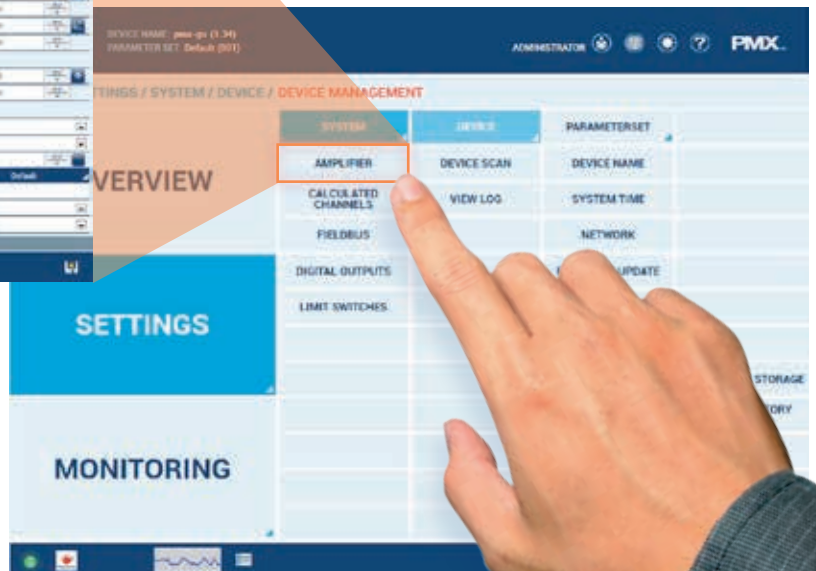 DEVICE NAME: pmx-gv (1.34)
PARAMETER SET: Default (001)
ADMINISTRATOR
?
PMX
TTINGS / SYSTEM / DEVICE / DEVICE MANAGEMENT
Default
VERVIEW
SETTINGS
MONITORING
SYSTEM
AMPLIFIER
CALCULATED
CHANNELS
FIELDBUS
DIGITAL OUTPUTS
LIMIT SWITCHES
DEVICE
DEVICE SCAN
VIEW LOG
PARAMETERSET
DEVICE NAME
SYSTEM TIME
NETWORK
UPDATE
STORAGE
TORY